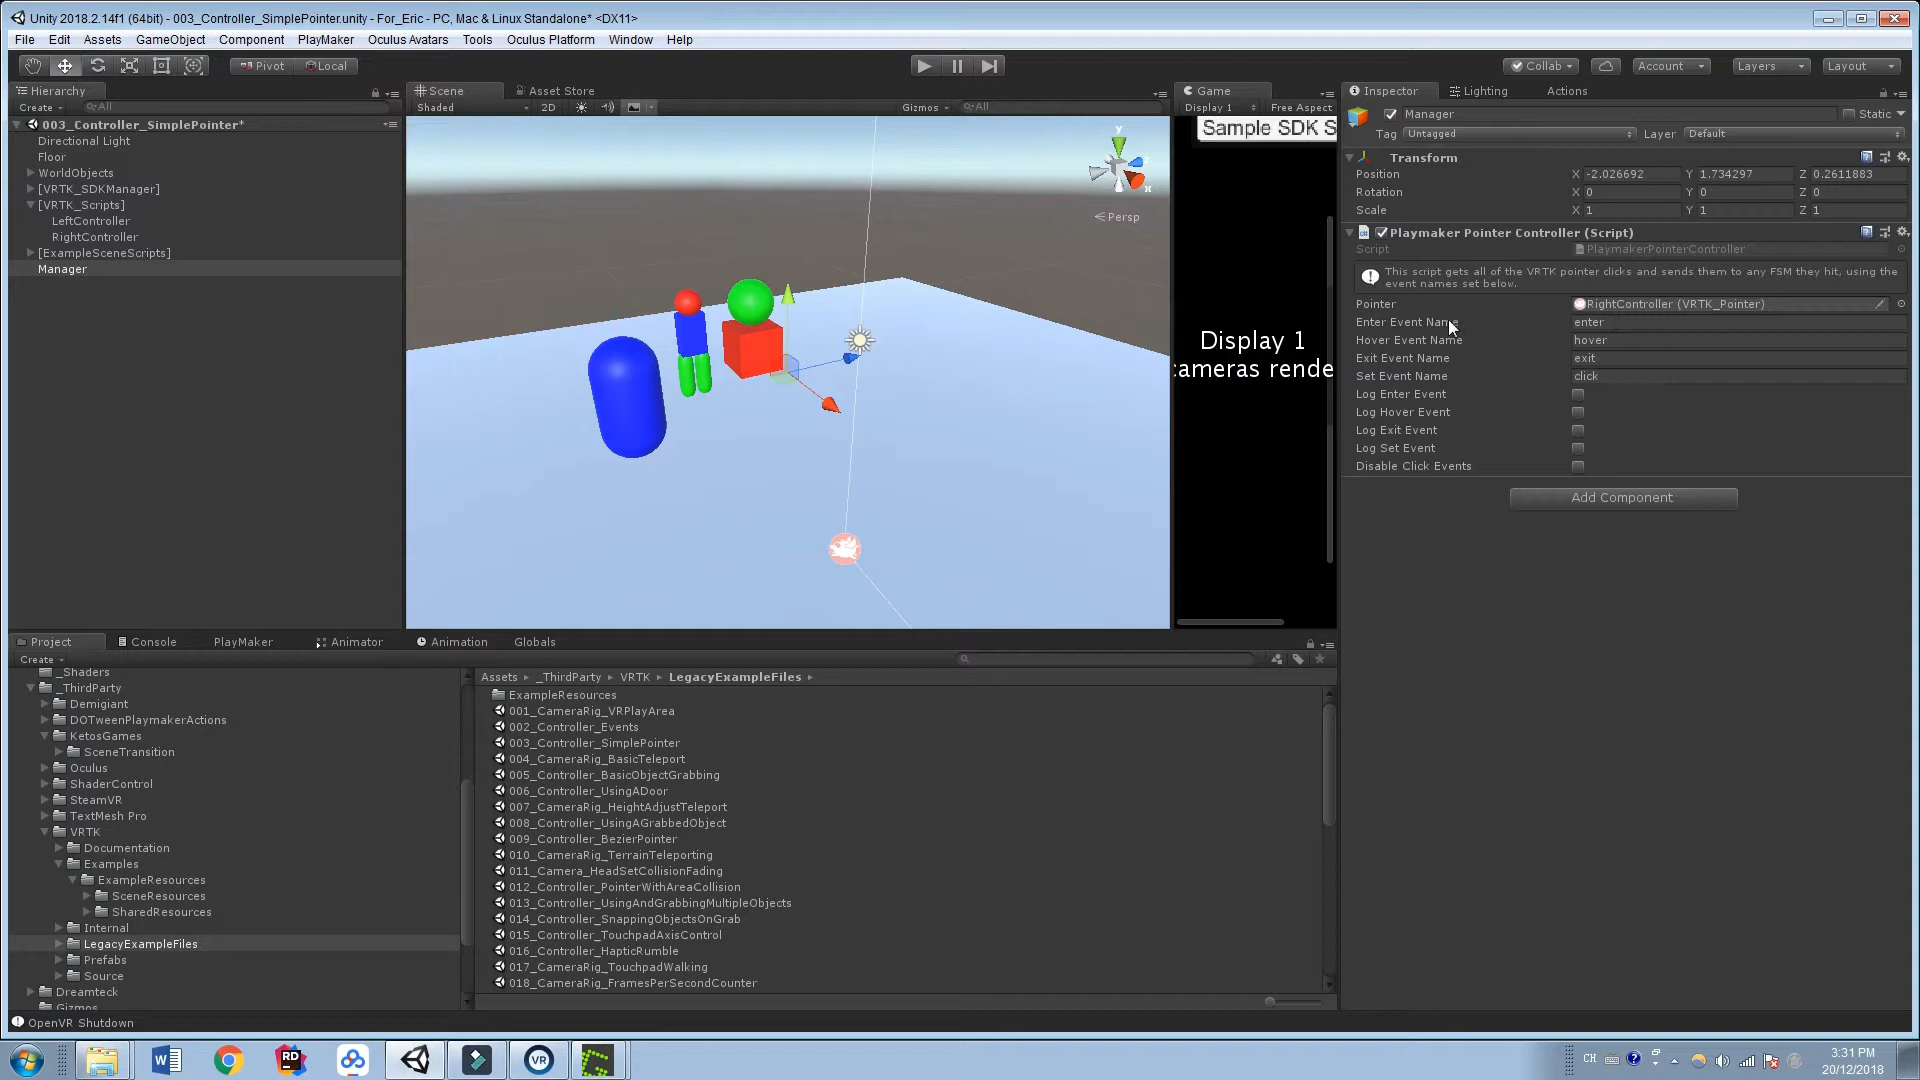 Unity 2018.2.14f1 (64bit) - 003_Controller_SimplePointer.unity - For_Eric - PC, Mac & Linux Standalone* <DX11>
File Edit Assets GameObject Component PlayMaker Oculus Avatars Tools Oculus Platform Window Help
Pivot Local Collab Account Layers Layout
Hierarchy
Create All
003_Controller_SimplePointer*
Directional Light
Floor
WorldObjects
[VRTK_SDKManager]
[VRTK_Scripts]
LeftController
RightController
[ExampleSceneScripts]
Manager
Scene Asset Store
Shaded 2D Gizmos All
y
x
Persp
Game
Display 1 Free Aspect
Sample SDK S
Display 1
cameras rende
Inspector Lighting Actions
Manager Static
Tag Untagged Layer Default
Transform
Position X -2.026692 Y 1.734297 Z 0.2611883
Rotation X 0 Y 0 Z 0
Scale X 1 Y 1 Z 1
Playmaker Pointer Controller (Script)
Script PlaymakerPointerController
This script gets all of the VRTK pointer clicks and sends them to any FSM they hit, using the
event names set below.
Pointer RightController (VRTK_Pointer)
Enter Event Name enter
Hover Event Name hover
Exit Event Name exit
Set Event Name click
Log Enter Event
Log Hover Event
Log Exit Event
Log Set Event
Disable Click Events
Add Component
Project Console PlayMaker Animator Animation Globals
Create
_Shaders
_ThirdParty
Demigiant
DOTweenPlaymakerActions
KetosGames
SceneTransition
Oculus
ShaderControl
SteamVR
TextMesh Pro
VRTK
Documentation
Examples
ExampleResources
SceneResources
SharedResources
Internal
LegacyExampleFiles
Prefabs
Source
Dreamteck
Gizmos
Assets _ThirdParty VRTK LegacyExampleFiles
ExampleResources
001_CameraRig_VRPlayArea
002_Controller_Events
003_Controller_SimplePointer
004_CameraRig_BasicTeleport
005_Controller_BasicObjectGrabbing
006_Controller_UsingADoor
007_CameraRig_HeightAdjustTeleport
008_Controller_UsingAGrabbedObject
009_Controller_BezierPointer
010_CameraRig_TerrainTeleporting
011_Camera_HeadSetCollisionFading
012_Controller_PointerWithAreaCollision
013_Controller_UsingAndGrabbingMultipleObjects
014_Controller_SnappingObjectsOnGrab
015_Controller_TouchpadAxisControl
016_Controller_HapticRumble
017_CameraRig_TouchpadWalking
018_CameraRig_FramesPerSecondCounter
OpenVR Shutdown
W RD VR
CH
3:31 PM
20/12/2018